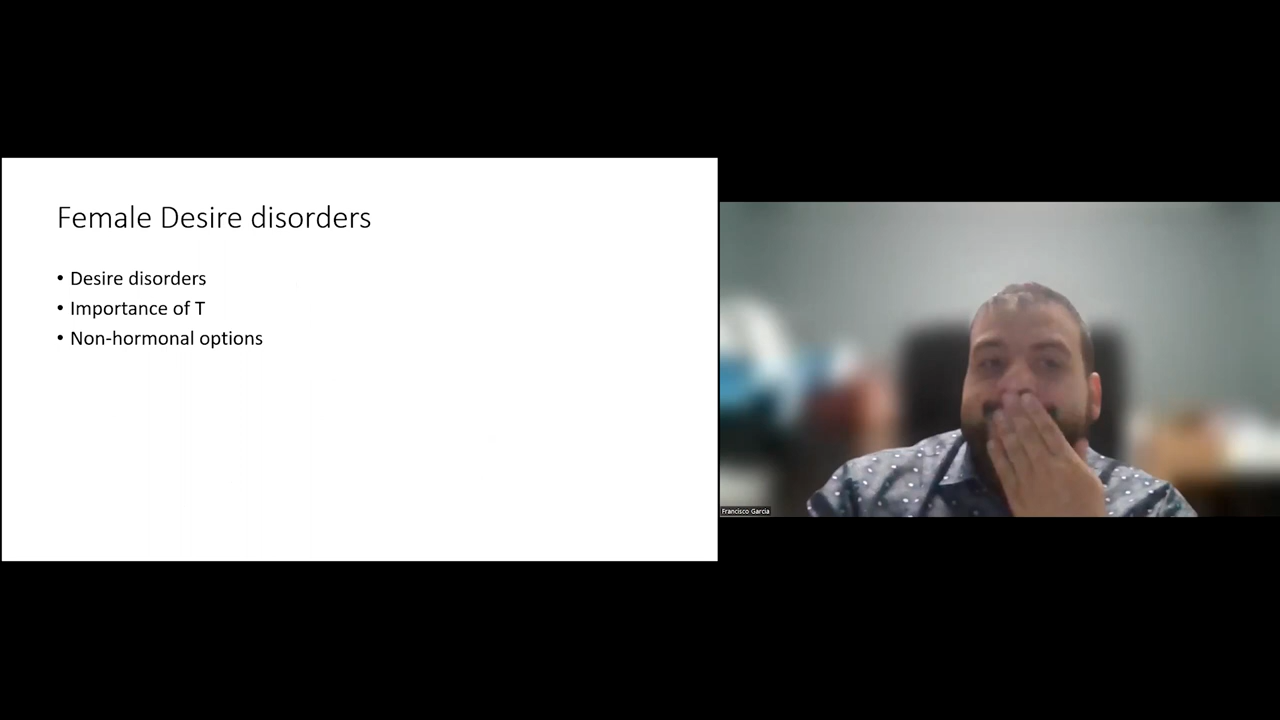 Female Desire disorders
• Desire disorders
• Importance of T
• Non-hormonal options
Francisco Garcia